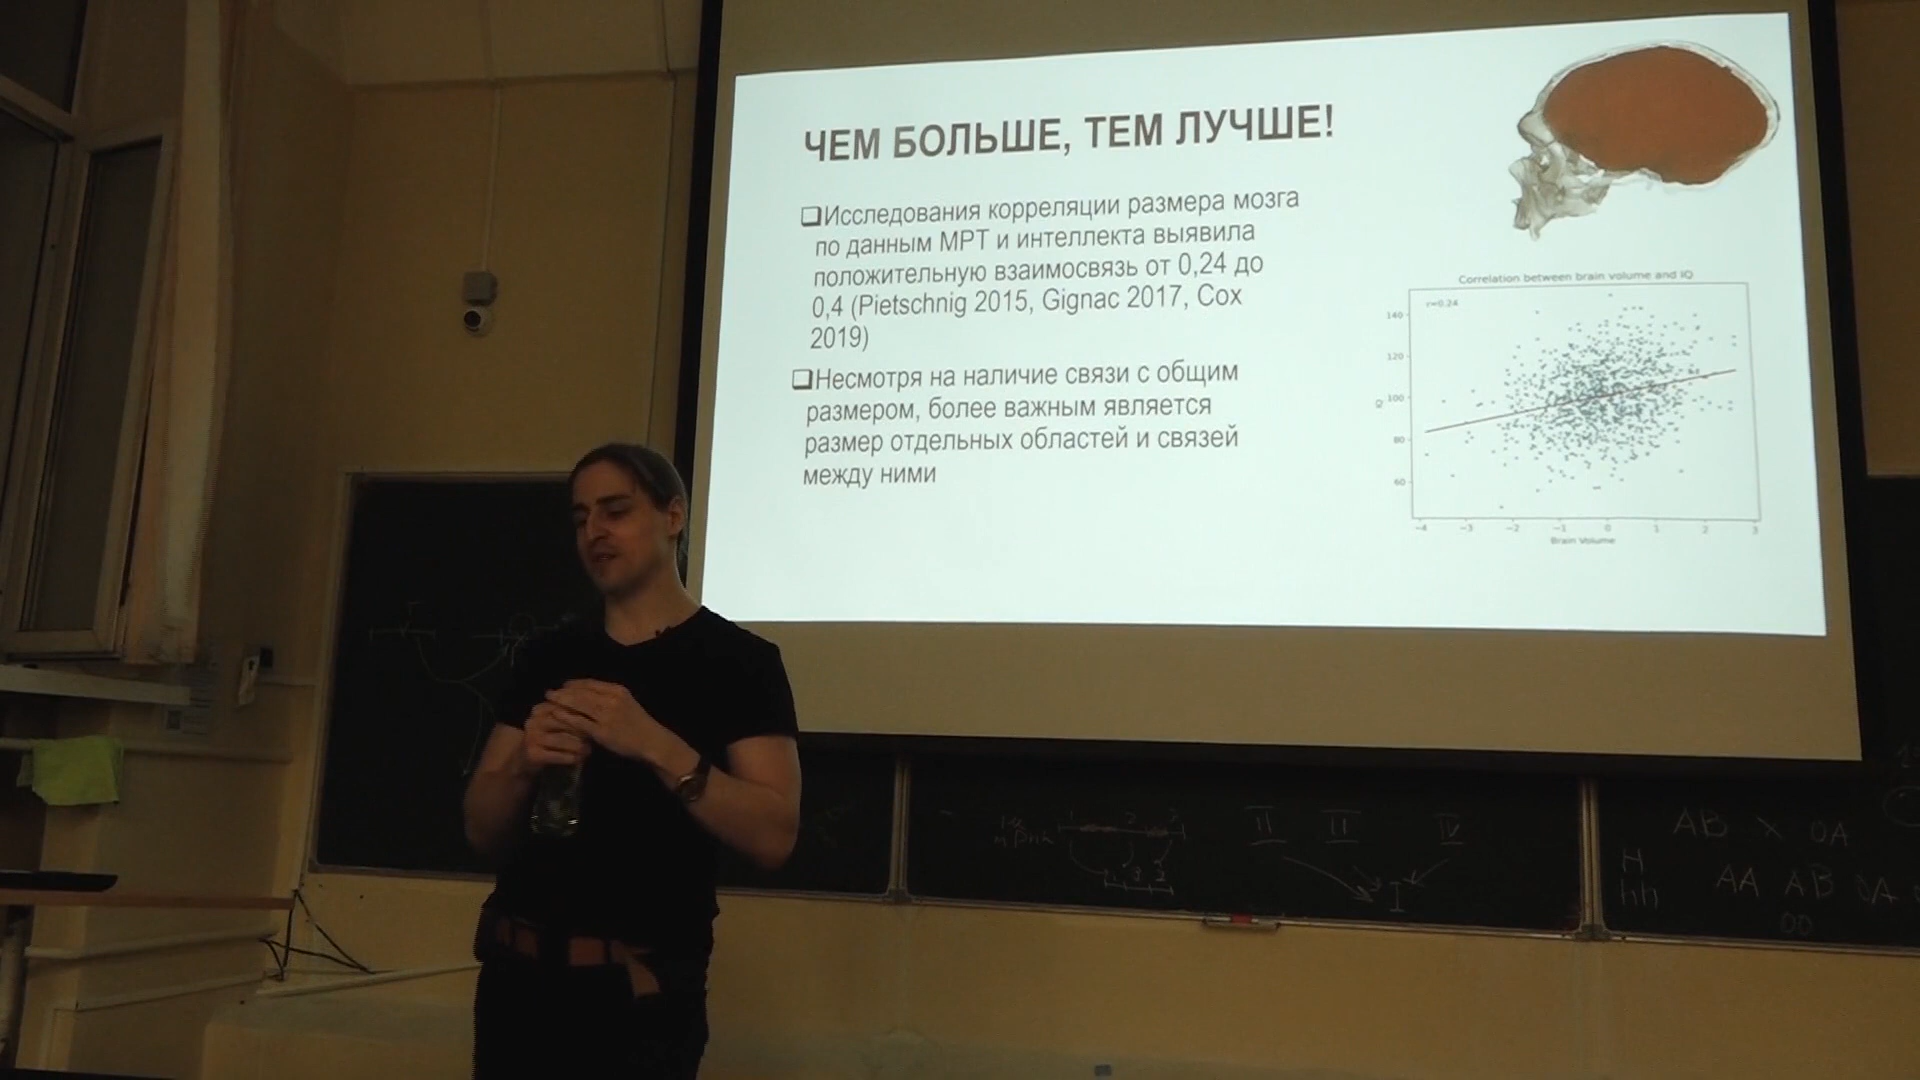 ЧЕМ БОЛЬШЕ, ТЕМ ЛУЧШЕ!
Исследования корреляции размера мозга
по данным МРТ и интеллекта выявила
положительную взаимосвязь от 0,24 до
0,4 (Pietschnig 2015, Gignac 2017, Cox
2019)
Несмотря на наличие связи с общим
размером, более важным является
размер отдельных областей и связей
между ними
Correlation between brain volume and IQ
r=0.24
140
120
100
80
60
IQ
-4 -3 -2 -1 0 1 2 3
Brain Volume
II III IV
I
AB X OA
H
hh
AA AB OA
OO